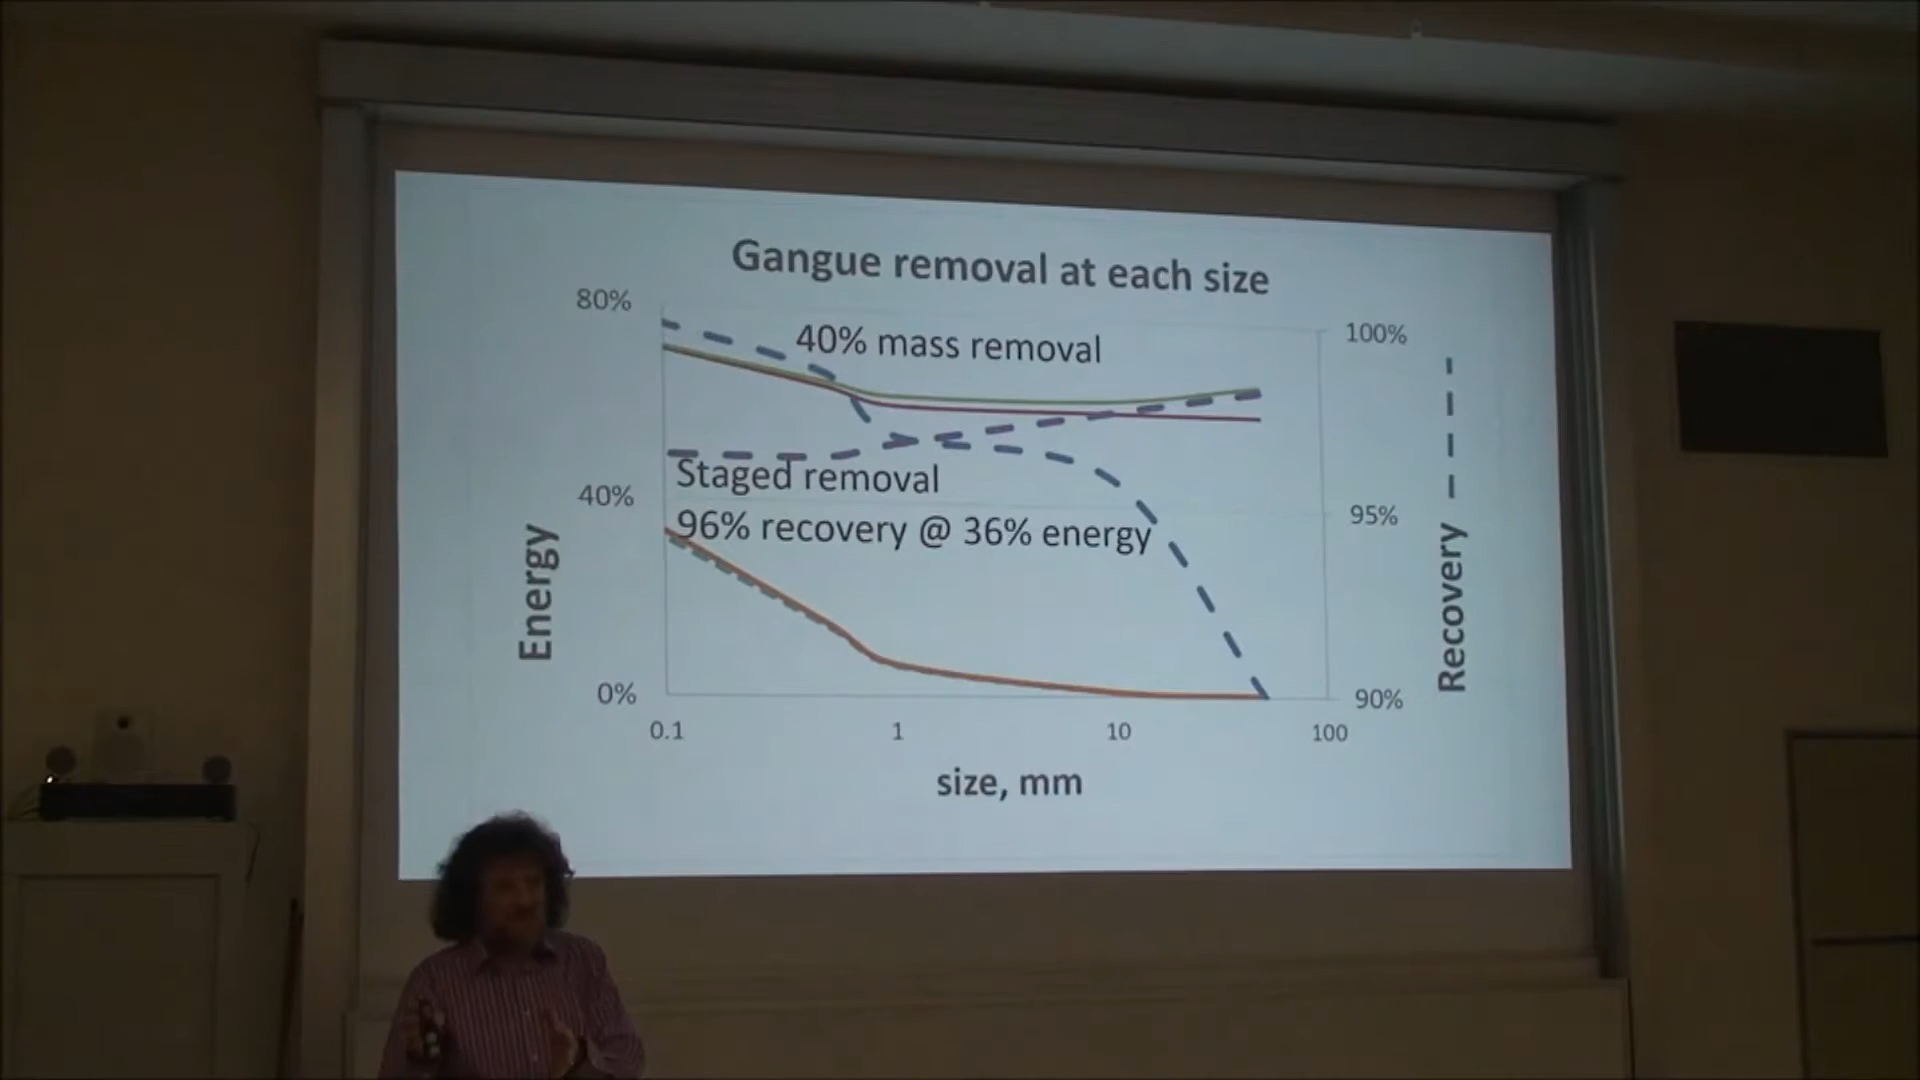 Gangue removal at each size
80%
40% mass removal
100%
Staged removal
40%
96% recovery @ 36% energy
95%
Energy
Recovery
0%
90%
0.1
1
10
100
size, mm